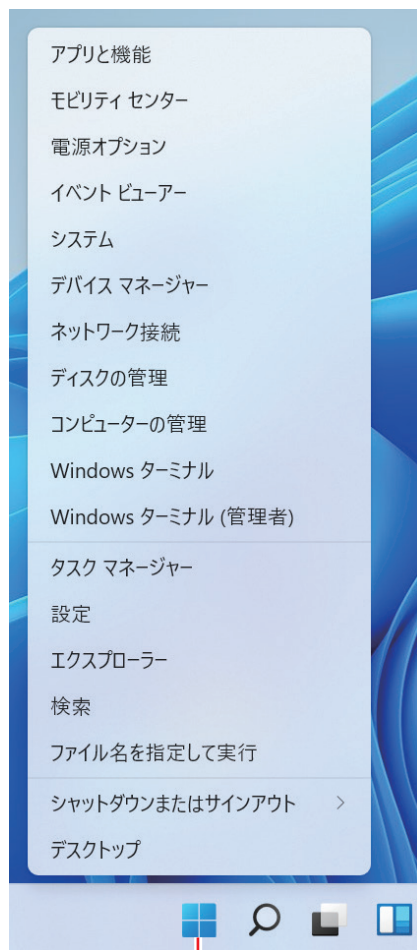 アプリと機能
モビリティ センター
電源オプション
イベント ビューアー
システム
デバイス マネージャー
ネットワーク接続
ディスクの管理
コンピューターの管理
Windows ターミナル
Windows ターミナル (管理者)
タスク マネージャー
設定
エクスプローラー
検索
ファイル名を指定して実行
シャットダウンまたはサインアウト
デスクトップ